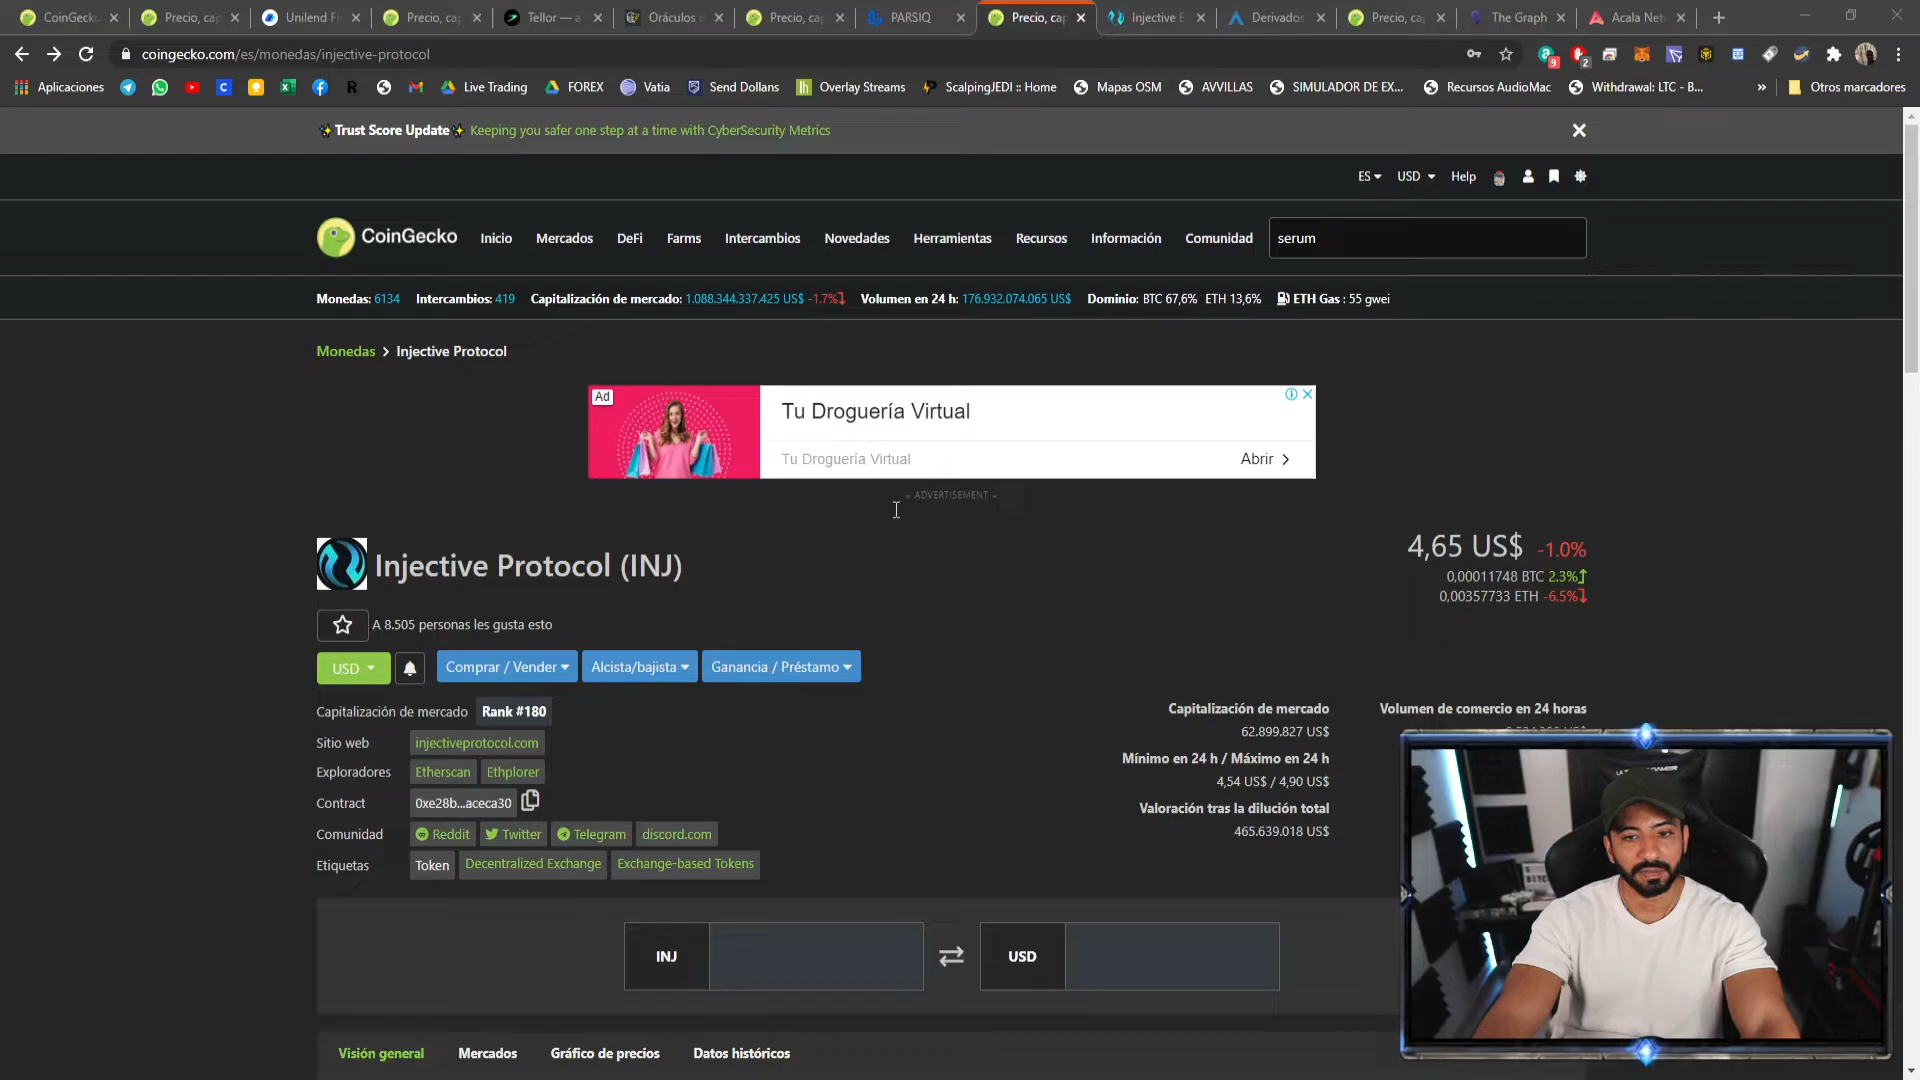 CoinGeck
Precio, cap
Unilend Fi
Precio, cap
Tellor — a
Oráculos d
Precio, cap
PARSIQ
Precio, cap
Injective E
Derivados
Precio, cap
The Graph
Acala Net
coingecko.com/es/monedas/injective-protocol
9
2
Aplicaciones
Live Trading
FOREX
Vatia
Send Dollans
Overlay Streams
ScalpingJEDI :: Home
Mapas OSM
AVVILLAS
SIMULADOR DE EX...
Recursos AudioMac
Withdrawal: LTC - B...
»
Otros marcadores
Trust Score Update Keeping you safer one step at a time with CyberSecurity Metrics
ES USD Help
CoinGecko Inicio Mercados DeFi Farms Intercambios Novedades Herramientas Recursos Información Comunidad serum
Monedas: 6134 Intercambios: 419 Capitalización de mercado: 1.088.344.337.425 US$ -1.7% Volumen en 24 h: 176.932.074.065 US$ Dominio: BTC 67,6% ETH 13,6% ETH Gas : 55 gwei
Monedas > Injective Protocol
Ad
Tu Droguería Virtual
Tu Droguería Virtual
Abrir >
ADVERTISEMENT
Injective Protocol (INJ)
4,65 US$ -1.0%
0,00011748 BTC 2.3%
0,00357733 ETH -6.5%
A 8.505 personas les gusta esto
USD Comprar / Vender Alcista/bajista Ganancia / Préstamo
Capitalización de mercado Rank #180
Sitio web injectiveprotocol.com
Exploradores Etherscan Ethplorer
Contract 0xe28b...aceca30
Comunidad Reddit Twitter Telegram discord.com
Etiquetas Token Decentralized Exchange Exchange-based Tokens
Capitalización de mercado
62.899.827 US$
Mínimo en 24 h / Máximo en 24 h
4,54 US$ / 4,90 US$
Valoración tras la dilución total
465.639.018 US$
Volumen de comercio en 24 horas
INJ
USD
Visión general Mercados Gráfico de precios Datos históricos